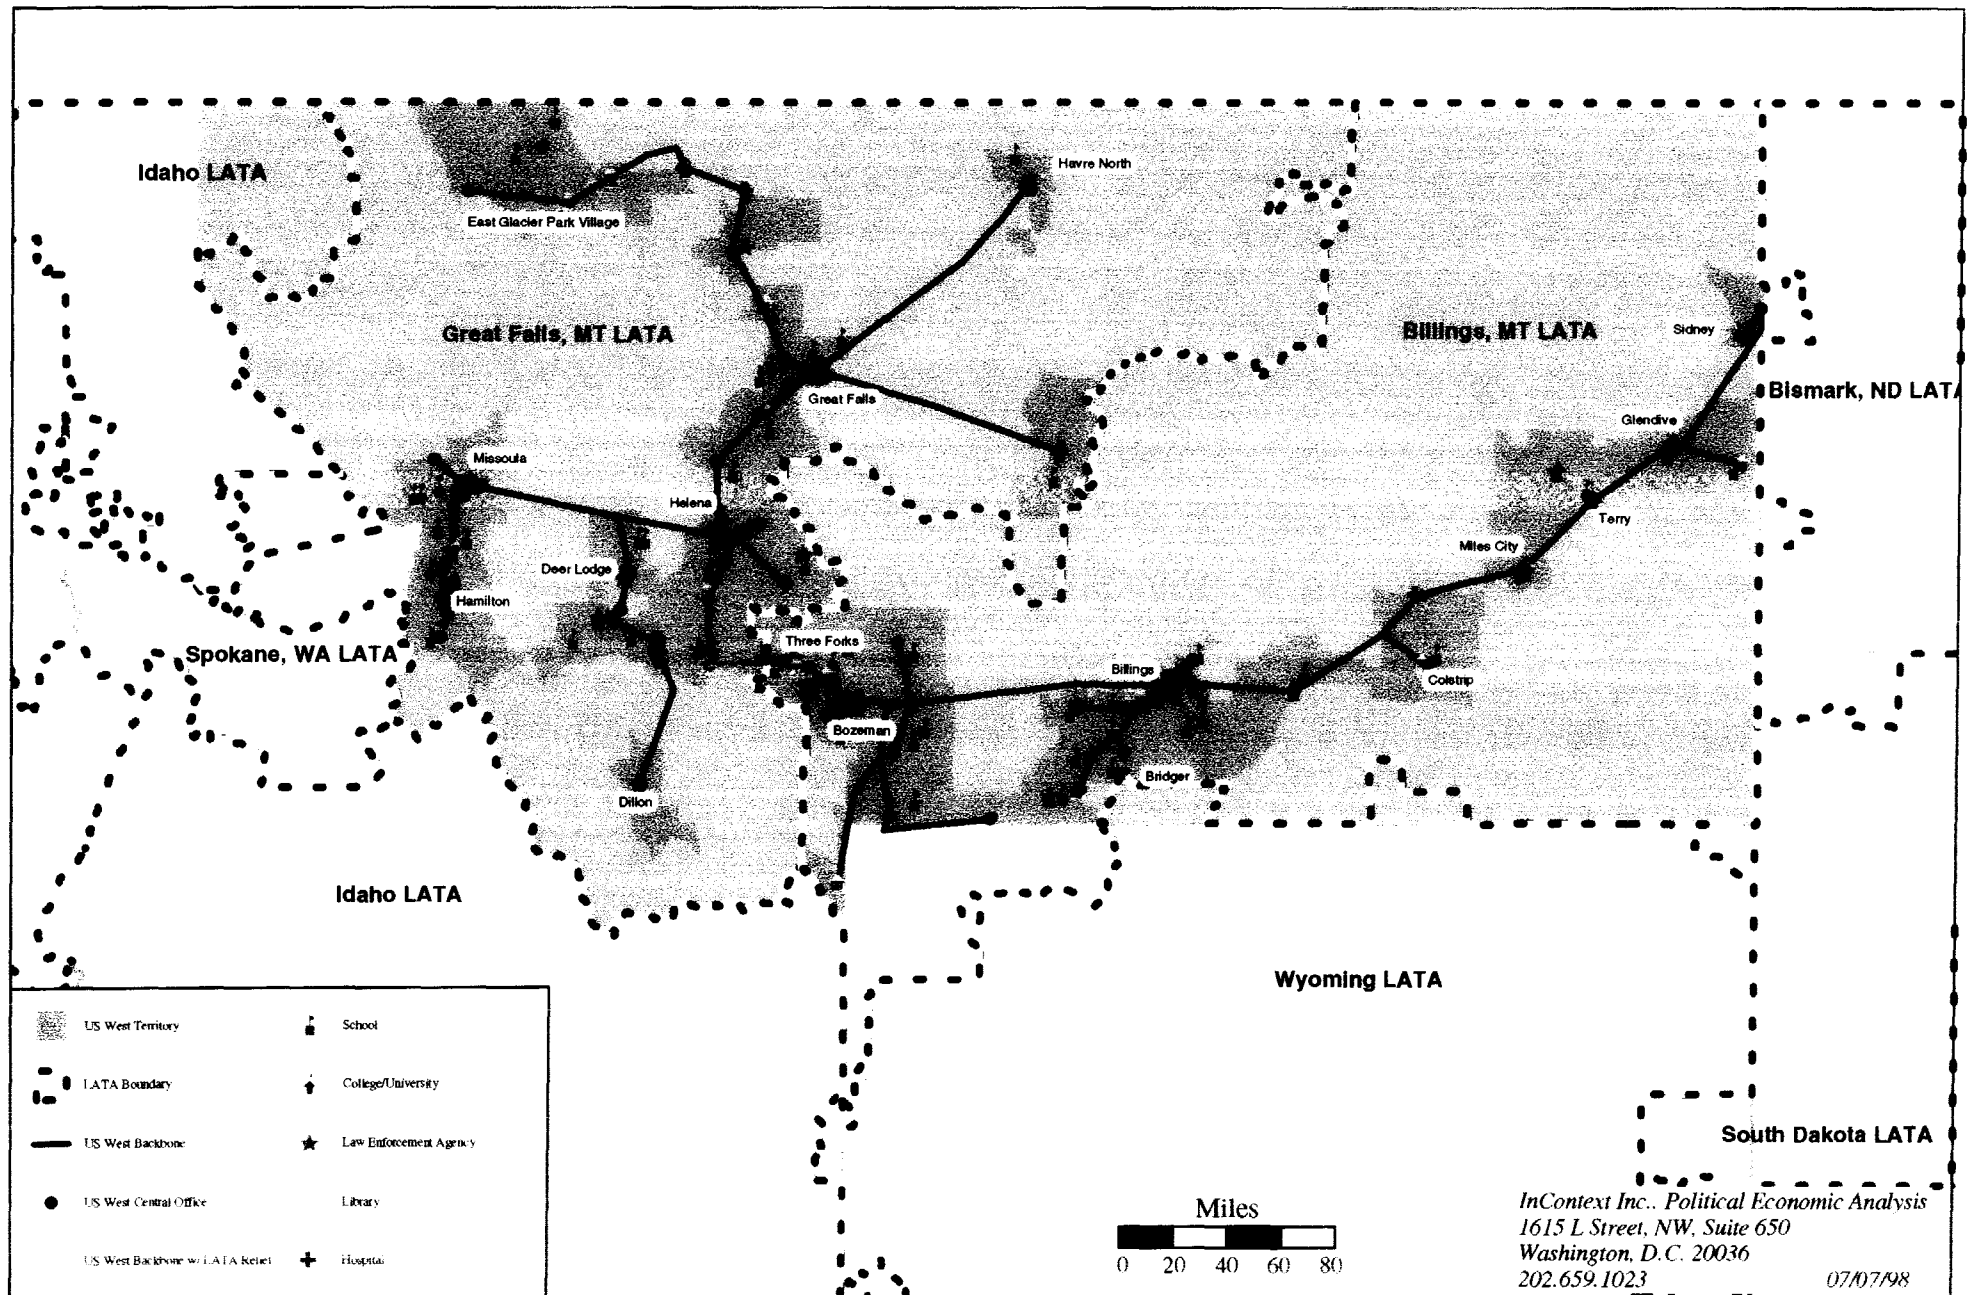 Idaho LATA
Havre North
East Glacier Park Village
Great Falls, MT LATA
Billings, MT LATA
Sidney
Bismark, ND LATA
Great Falls
Glendive
Missoula
Helena
Terry
Miles City
Deer Lodge
Hamilton
Three Forks
Spokane, WA LATA
Billings
Colstrip
Bozeman
Bridger
Dillon
Idaho LATA
Wyoming LATA
South Dakota LATA
US West Territory
School
LATA Boundary
College/University
US West Backbone
Law Enforcement Agency
US West Central Office
Library
US West Backbone w/ LATA Relief
Hospital
Miles
0 20 40 60 80
InContext Inc.. Political Economic Analysis
1615 L Street, NW, Suite 650
Washington, D.C. 20036
202.659.1023 07/07/98